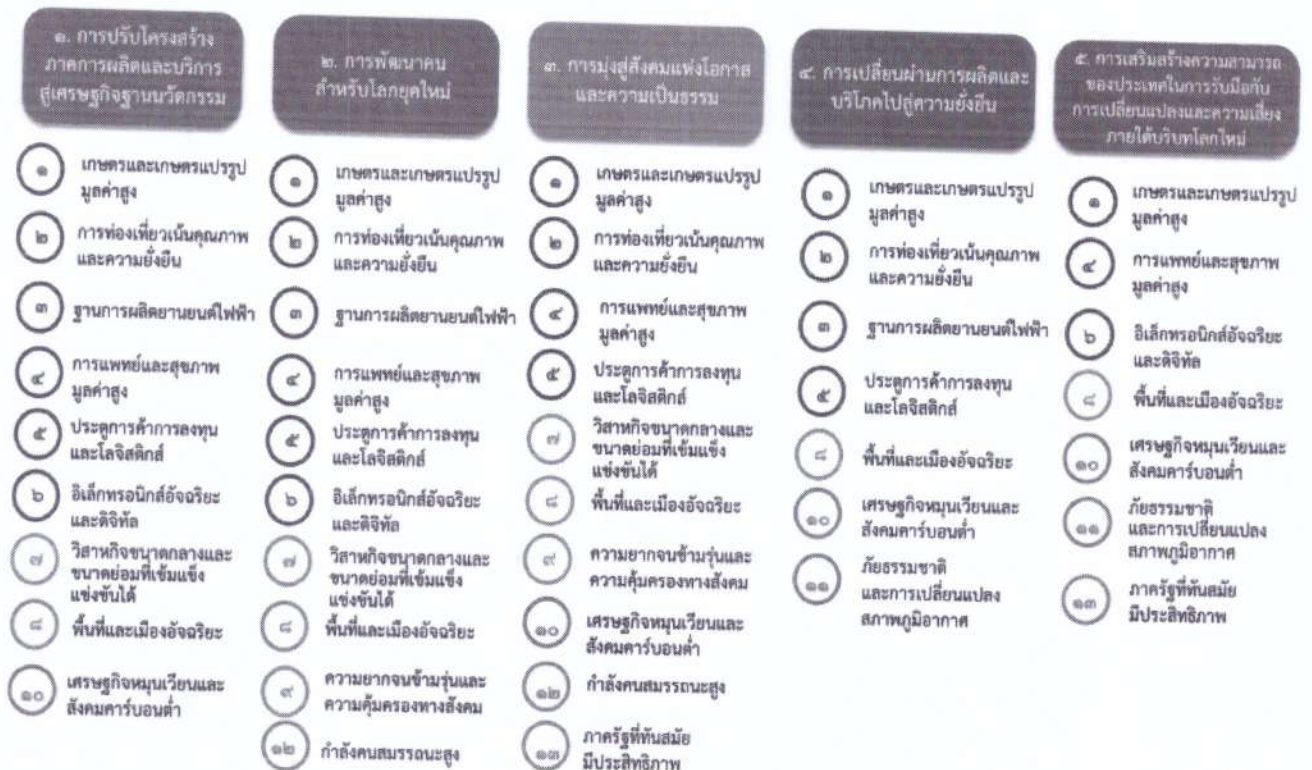 ๑. การปรับโครงสร้าง
ภาคการผลิตและบริการ
สู่เศรษฐกิจฐานนวัตกรรม
๑
เกษตรและเกษตรแปรรูป
มูลค่าสูง
๒
การท่องเที่ยวเน้นคุณภาพ
และความยั่งยืน
๓
ฐานการผลิตยานยนต์ไฟฟ้า
๔
การแพทย์และสุขภาพ
มูลค่าสูง
๕
ประตูการค้าการลงทุน
และโลจิสติกส์
๖
อิเล็กทรอนิกส์อัจฉริยะ
และดิจิทัล
๗
วิสาหกิจขนาดกลางและ
ขนาดย่อมที่เข้มแข็ง
แข่งขันได้
๘
พื้นที่และเมืองอัจฉริยะ
๑๐
เศรษฐกิจหมุนเวียนและ
สังคมคาร์บอนต่ำ
๒. การพัฒนาคน
สำหรับโลกยุคใหม่
๑
เกษตรและเกษตรแปรรูป
มูลค่าสูง
๒
การท่องเที่ยวเน้นคุณภาพ
และความยั่งยืน
๓
ฐานการผลิตยานยนต์ไฟฟ้า
๔
การแพทย์และสุขภาพ
มูลค่าสูง
๕
ประตูการค้าการลงทุน
และโลจิสติกส์
๖
อิเล็กทรอนิกส์อัจฉริยะ
และดิจิทัล
๗
วิสาหกิจขนาดกลางและ
ขนาดย่อมที่เข้มแข็ง
แข่งขันได้
๘
พื้นที่และเมืองอัจฉริยะ
๙
ความยากจนข้ามรุ่นและ
ความคุ้มครองทางสังคม
๑๒
กำลังคนสมรรถนะสูง
๓. การมุ่งสู่สังคมแห่งโอกาส
และความเป็นธรรม
๑
เกษตรและเกษตรแปรรูป
มูลค่าสูง
๒
การท่องเที่ยวเน้นคุณภาพ
และความยั่งยืน
๔
การแพทย์และสุขภาพ
มูลค่าสูง
๕
ประตูการค้าการลงทุน
และโลจิสติกส์
๗
วิสาหกิจขนาดกลางและ
ขนาดย่อมที่เข้มแข็ง
แข่งขันได้
๘
พื้นที่และเมืองอัจฉริยะ
๙
ความยากจนข้ามรุ่นและ
ความคุ้มครองทางสังคม
๑๐
เศรษฐกิจหมุนเวียนและ
สังคมคาร์บอนต่ำ
๑๒
กำลังคนสมรรถนะสูง
๑๓
ภาครัฐที่ทันสมัย
มีประสิทธิภาพ
๔. การเปลี่ยนผ่านการผลิตและ
บริโภคไปสู่ความยั่งยืน
๑
เกษตรและเกษตรแปรรูป
มูลค่าสูง
๒
การท่องเที่ยวเน้นคุณภาพ
และความยั่งยืน
๓
ฐานการผลิตยานยนต์ไฟฟ้า
๕
ประตูการค้าการลงทุน
และโลจิสติกส์
๘
พื้นที่และเมืองอัจฉริยะ
๑๐
เศรษฐกิจหมุนเวียนและ
สังคมคาร์บอนต่ำ
๑๑
ภัยธรรมชาติ
และการเปลี่ยนแปลง
สภาพภูมิอากาศ
๕. การเสริมสร้างความสามารถ
ของประเทศในการรับมือกับ
การเปลี่ยนแปลงและความเสี่ยง
ภายใต้บริบทโลกใหม่
๑
เกษตรและเกษตรแปรรูป
มูลค่าสูง
๔
การแพทย์และสุขภาพ
มูลค่าสูง
๖
อิเล็กทรอนิกส์อัจฉริยะ
และดิจิทัล
๘
พื้นที่และเมืองอัจฉริยะ
๑๐
เศรษฐกิจหมุนเวียนและ
สังคมคาร์บอนต่ำ
๑๑
ภัยธรรมชาติ
และการเปลี่ยนแปลง
สภาพภูมิอากาศ
๑๓
ภาครัฐที่ทันสมัย
มีประสิทธิภาพ